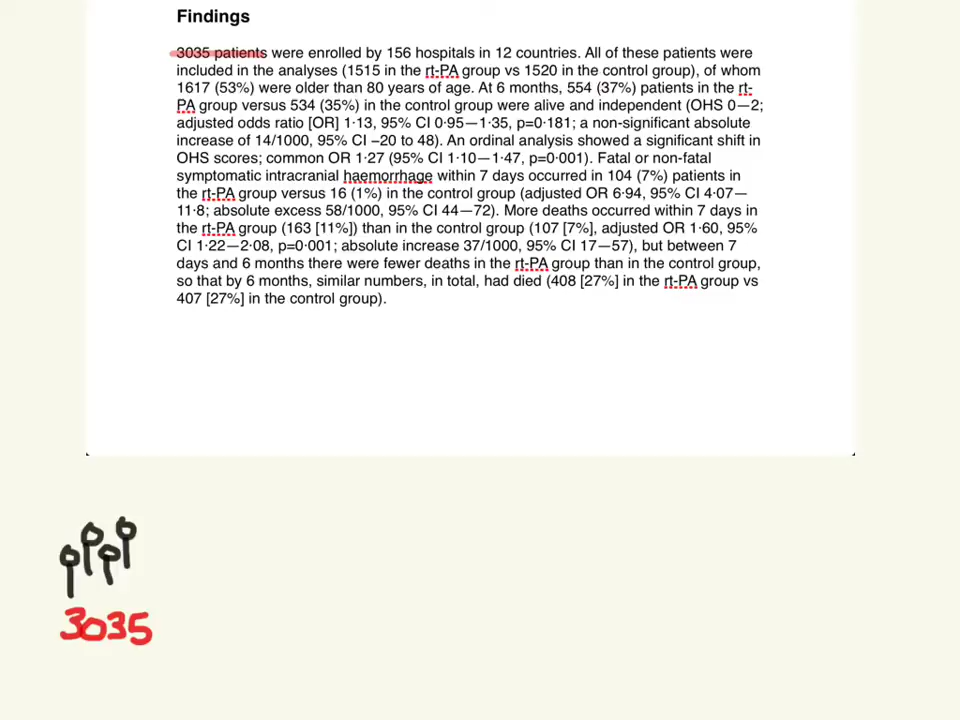 Findings
3035 patients were enrolled by 156 hospitals in 12 countries. All of these patients were
included in the analyses (1515 in the rt-PA group vs 1520 in the control group), of whom
1617 (53%) were older than 80 years of age. At 6 months, 554 (37%) patients in the rt-
PA group versus 534 (35%) in the control group were alive and independent (OHS 0—2;
adjusted odds ratio [OR] 1·13, 95% CI 0·95—1·35, p=0·181; a non-significant absolute
increase of 14/1000, 95% CI −20 to 48). An ordinal analysis showed a significant shift in
OHS scores; common OR 1·27 (95% CI 1·10—1·47, p=0·001). Fatal or non-fatal
symptomatic intracranial haemorrhage within 7 days occurred in 104 (7%) patients in
the rt-PA group versus 16 (1%) in the control group (adjusted OR 6·94, 95% CI 4·07—
11·8; absolute excess 58/1000, 95% CI 44—72). More deaths occurred within 7 days in
the rt-PA group (163 [11%]) than in the control group (107 [7%], adjusted OR 1·60, 95%
CI 1·22—2·08, p=0·001; absolute increase 37/1000, 95% CI 17—57), but between 7
days and 6 months there were fewer deaths in the rt-PA group than in the control group,
so that by 6 months, similar numbers, in total, had died (408 [27%] in the rt-PA group vs
407 [27%] in the control group).
3035